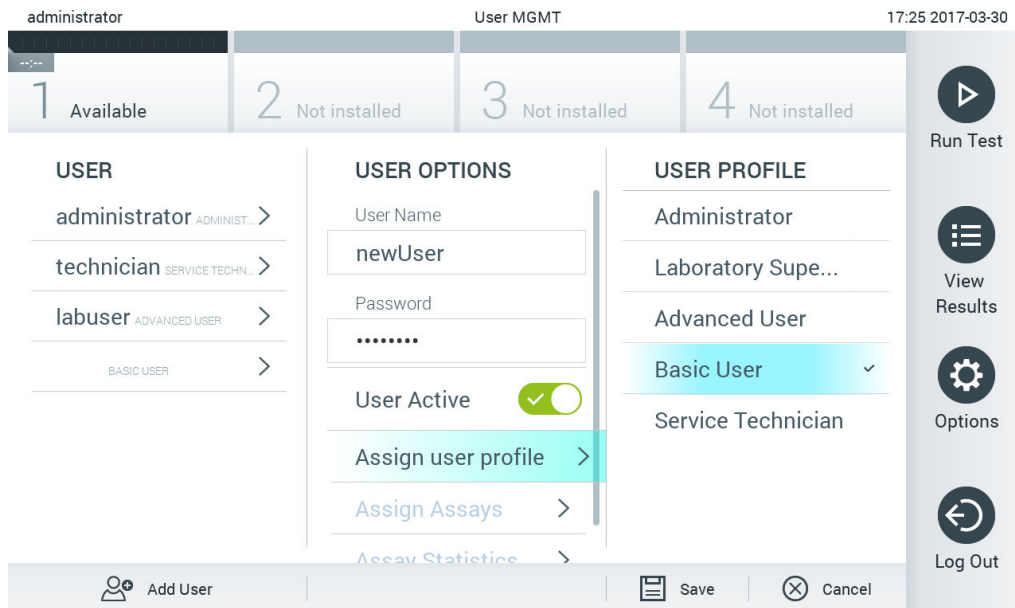 administrator User MGMT 17:25 2017-03-30
--:--
1 Available 2 Not installed 3 Not installed 4 Not installed
Run Test
USER
administrator ADMINIST...
technician SERVICE TECHN...
labuser ADVANCED USER
BASIC USER
USER OPTIONS
User Name
newUser
Password
••••••••
User Active
Assign user profile
Assign Assays
Assay Statistics
USER PROFILE
Administrator
Laboratory Supe...
Advanced User
Basic User
Service Technician
View
Results
Options
Log Out
Add User Save Cancel